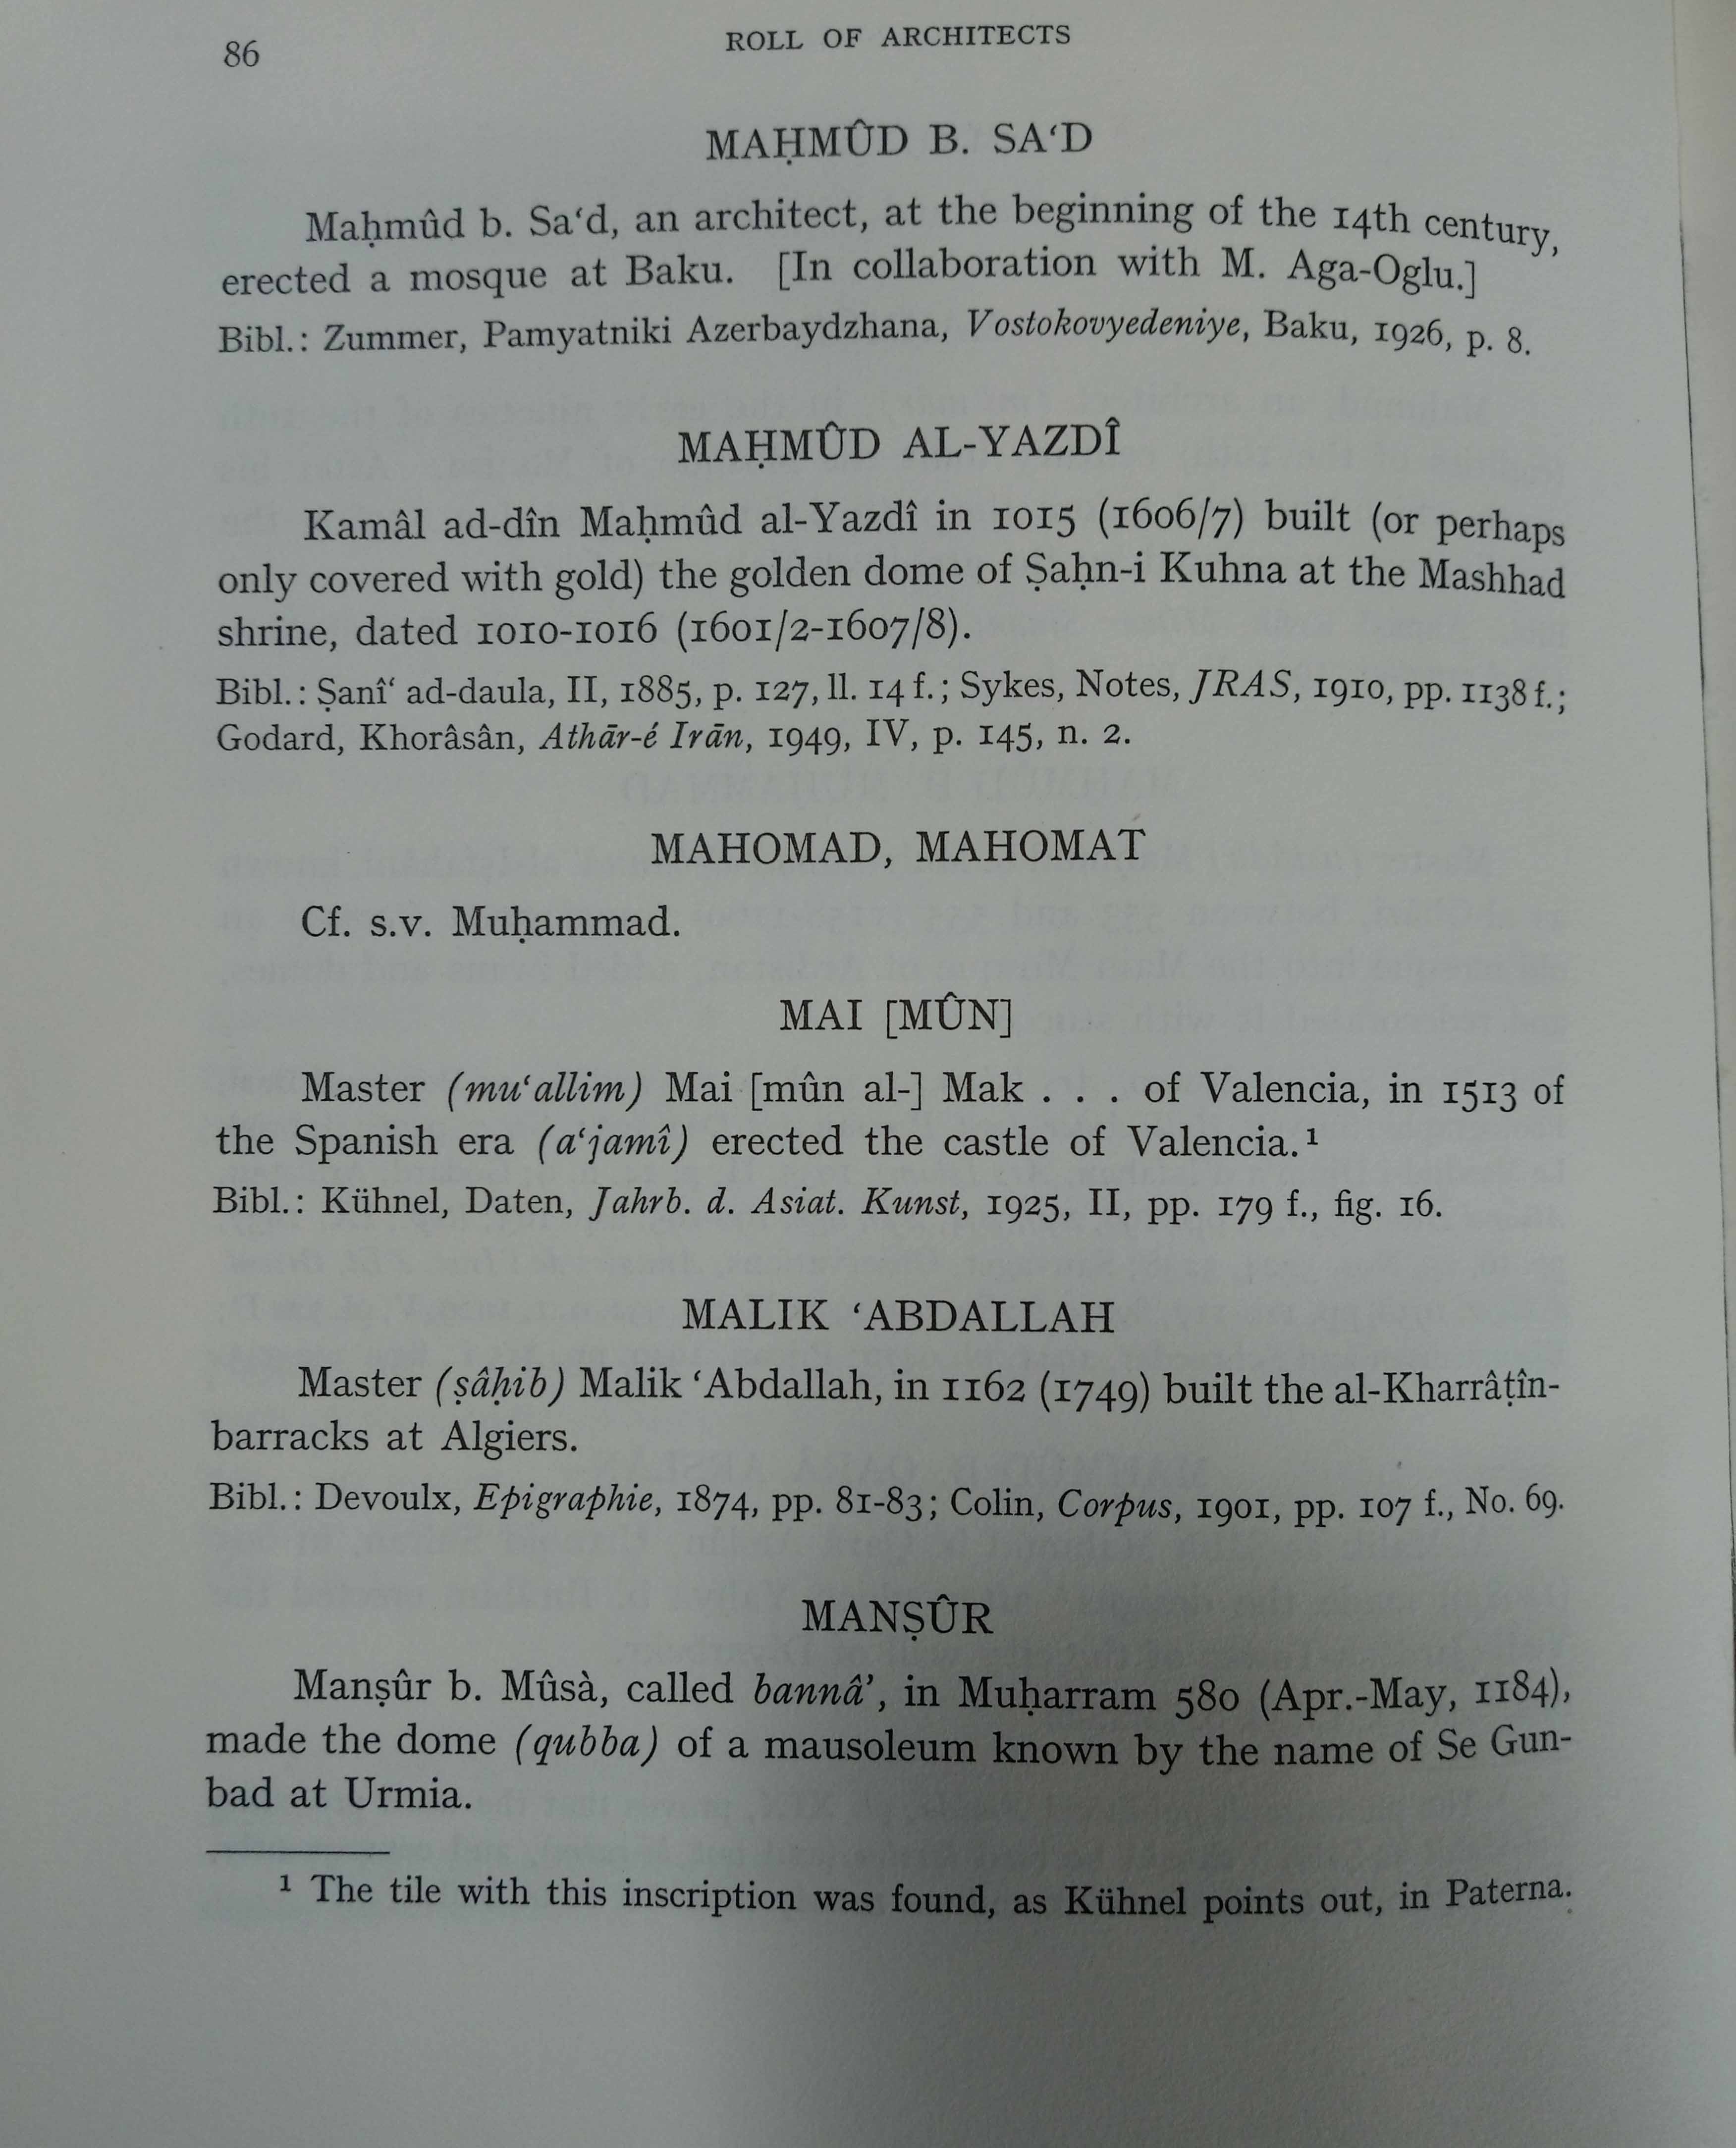 86
ROLL OF ARCHITECTS
MAḤMÛD B. SA‘D
Maḥmûd b. Sa‘d, an architect, at the beginning of the 14th century,
erected a mosque at Baku. [In collaboration with M. Aga-Oglu.]
Bibl.: Zummer, Pamyatniki Azerbaydzhana, Vostokovyedeniye, Baku, 1926, p. 8.
MAḤMÛD AL-YAZDÎ
Kamâl ad-dîn Maḥmûd al-Yazdî in 1015 (1606/7) built (or perhaps
only covered with gold) the golden dome of Ṣaḥn-i Kuhna at the Mashhad
shrine, dated 1010-1016 (1601/2-1607/8).
Bibl.: Ṣanî‘ ad-daula, II, 1885, p. 127, ll. 14 f.; Sykes, Notes, JRAS, 1910, pp. 1138 f.;
Godard, Khorâsân, Athār-é Irān, 1949, IV, p. 145, n. 2.
MAHOMAD, MAHOMAT
Cf. s.v. Muḥammad.
MAI [MÛN]
Master (mu‘allim) Mai [mûn al-] Mak . . . of Valencia, in 1513 of
the Spanish era (a‘jamî) erected the castle of Valencia.¹
Bibl.: Kühnel, Daten, Jahrb. d. Asiat. Kunst, 1925, II, pp. 179 f., fig. 16.
MALIK ‘ABDALLAH
Master (ṣâḥib) Malik ‘Abdallah, in 1162 (1749) built the al-Kharrâṭîn-
barracks at Algiers.
Bibl.: Devoulx, Epigraphie, 1874, pp. 81-83; Colin, Corpus, 1901, pp. 107 f., No. 69.
MANṢÛR
Manṣûr b. Mûsà, called bannâ’, in Muḥarram 580 (Apr.-May, 1184),
made the dome (qubba) of a mausoleum known by the name of Se Gun-
bad at Urmia.
¹ The tile with this inscription was found, as Kühnel points out, in Paterna.